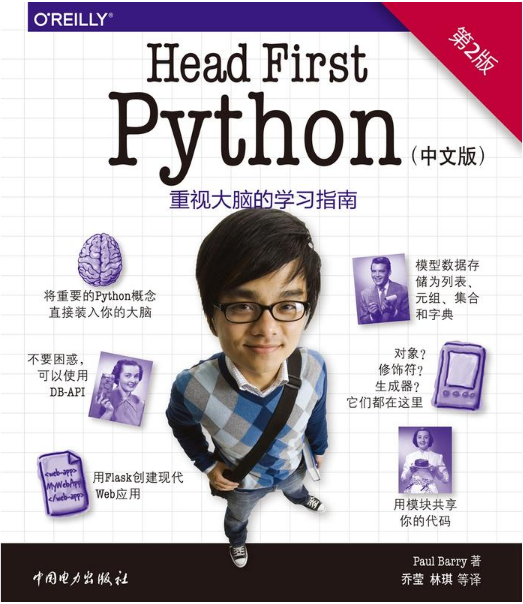 O'REILLY®
第2版
Head First
Python
(中文版)
重视大脑的学习指南
将重要的Python概念
直接装入你的大脑
模型数据存
储为列表、
元组、集合
和字典
不要困惑，
可以使用
DB-API
对象？
修饰符？
生成器？
它们都在这里
<web-app>
MyWebApp
</web-app>
用Flask创建现代
Web应用
用模块共享
你的代码
Paul Barry 著
乔莹 林琪 等译
中国电力出版社